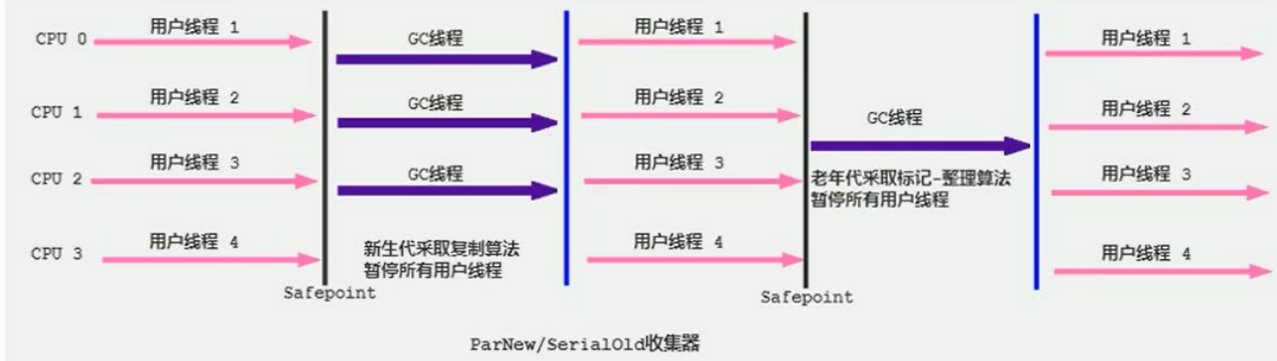 CPU 0
用户线程 1
GC线程
用户线程 1
用户线程 1
CPU 1
用户线程 2
GC线程
用户线程 2
GC线程
用户线程 2
CPU 2
用户线程 3
GC线程
用户线程 3
老年代采取标记-整理算法
暂停所有用户线程
用户线程 3
CPU 3
用户线程 4
新生代采取复制算法
暂停所有用户线程
用户线程 4
用户线程 4
Safepoint
Safepoint
ParNew/SerialOld收集器